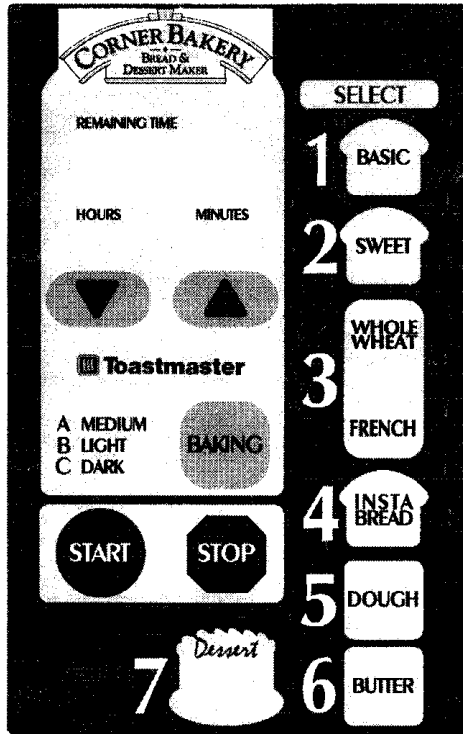 CORNER BAKERY
BREAD &
DESSERT MAKER
REMAINING TIME
HOURS MINUTES
Toastmaster
A MEDIUM
B LIGHT
C DARK
BAKING
START STOP
SELECT
1 BASIC
2 SWEET
3 WHOLE
WHEAT
FRENCH
4 INSTA
BREAD
5 DOUGH
6 BUTTER
7 Dessert